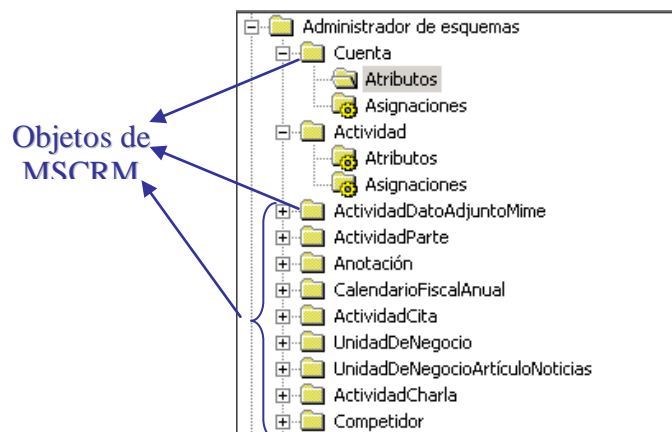 Administrador de esquemas
Cuenta
Atributos
Asignaciones
Actividad
Atributos
Asignaciones
ActividadDatoAdjuntoMime
ActividadParte
Anotación
CalendarioFiscalAnual
ActividadCita
UnidadDeNegocio
UnidadDeNegocioArtículoNoticias
ActividadCharla
Competidor
Objetos de
MSCRM